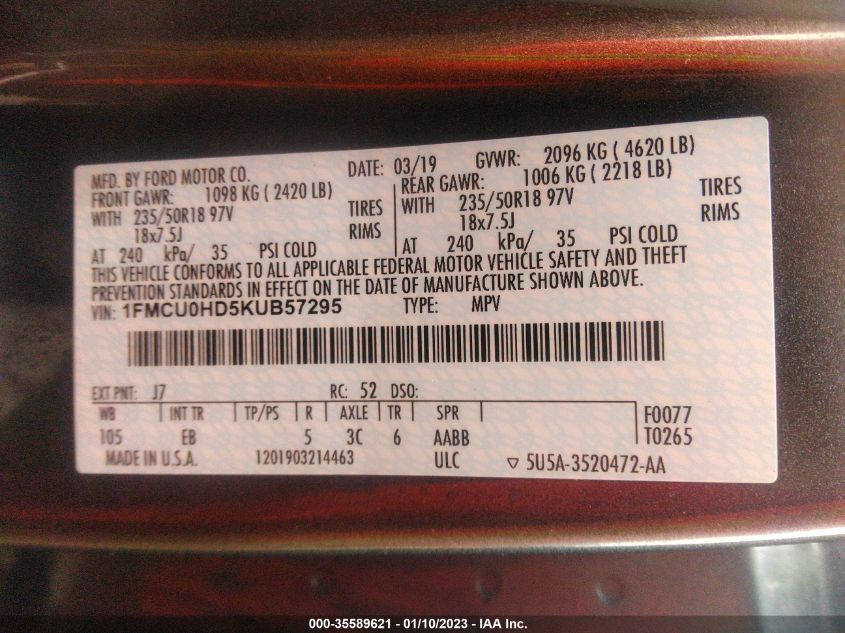 MFD. BY FORD MOTOR CO. DATE: 03/19 GVWR: 2096 KG ( 4620 LB)
FRONT GAWR: 1098 KG ( 2420 LB) REAR GAWR: 1006 KG ( 2218 LB)
WITH 235/50R18 97V TIRES WITH 235/50R18 97V TIRES
18x7.5J RIMS 18x7.5J RIMS
AT 240 kPa/ 35 PSI COLD AT 240 kPa/ 35 PSI COLD
THIS VEHICLE CONFORMS TO ALL APPLICABLE FEDERAL MOTOR VEHICLE SAFETY AND THEFT
PREVENTION STANDARDS IN EFFECT ON THE DATE OF MANUFACTURE SHOWN ABOVE.
VIN: 1FMCU0HD5KUB57295 TYPE: MPV
EXT PNT: J7 RC: 52 DSO:
WB INT TR TP/PS R AXLE TR SPR F0077
105 EB 5 3C 6 AABB T0265
MADE IN U.S.A. 1201903214463 ULC ▽ 5U5A-3520472-AA
000-35589621 - 01/10/2023 - IAA Inc.